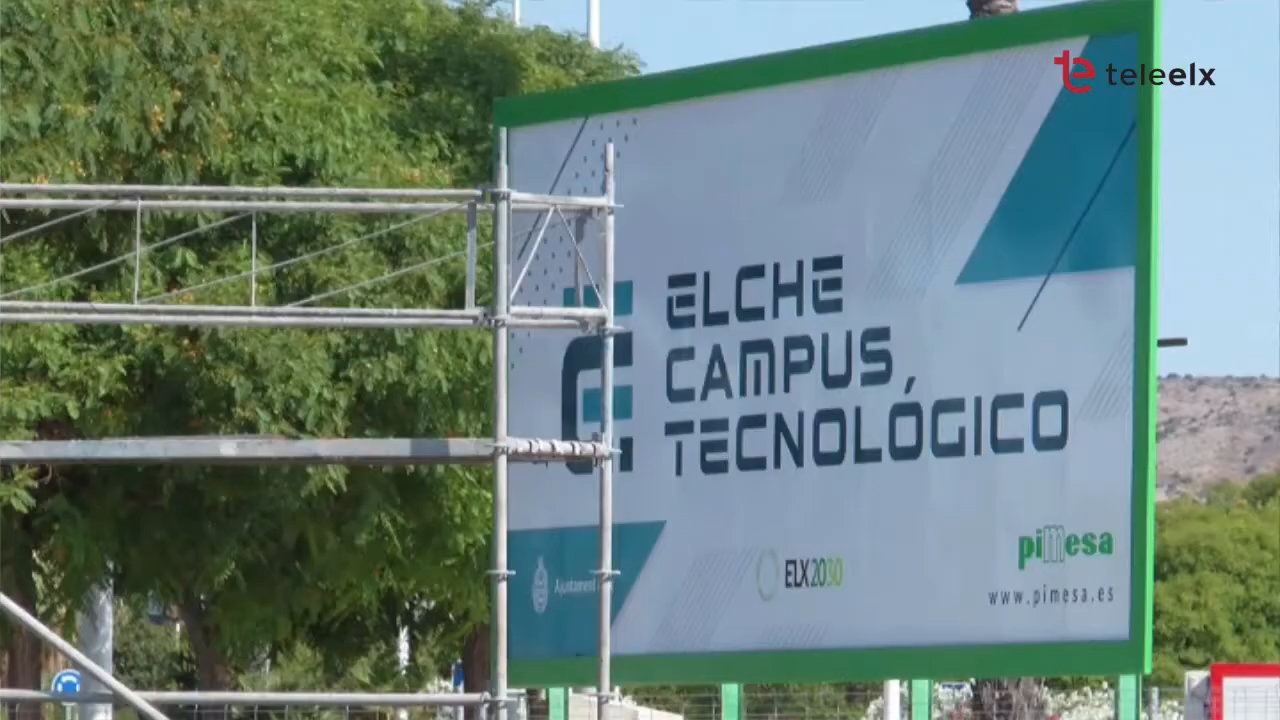 teleelx
ELCHE
CAMPUS
TECNOLÓGICO
Ajuntament
ELX2030
pimesa
www.pimesa.es